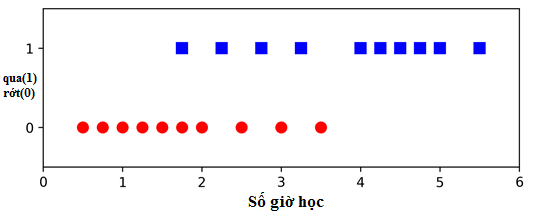 1
qua(1)
rớt(0)
0
0 1 2 3 4 5 6
Số giờ học